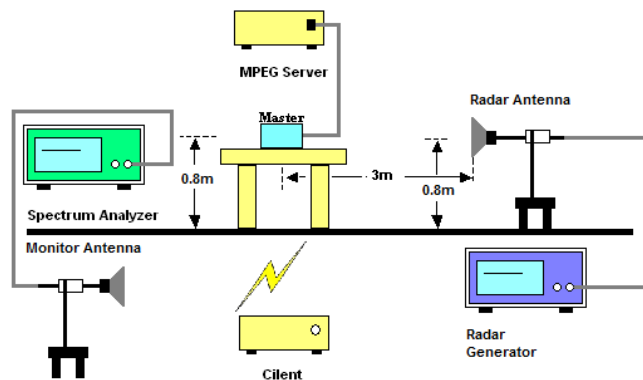 MPEG Server
Master
Radar Antenna
0.8m
3m
0.8m
Spectrum Analyzer
Monitor Antenna
Radar
Generator
Cilent